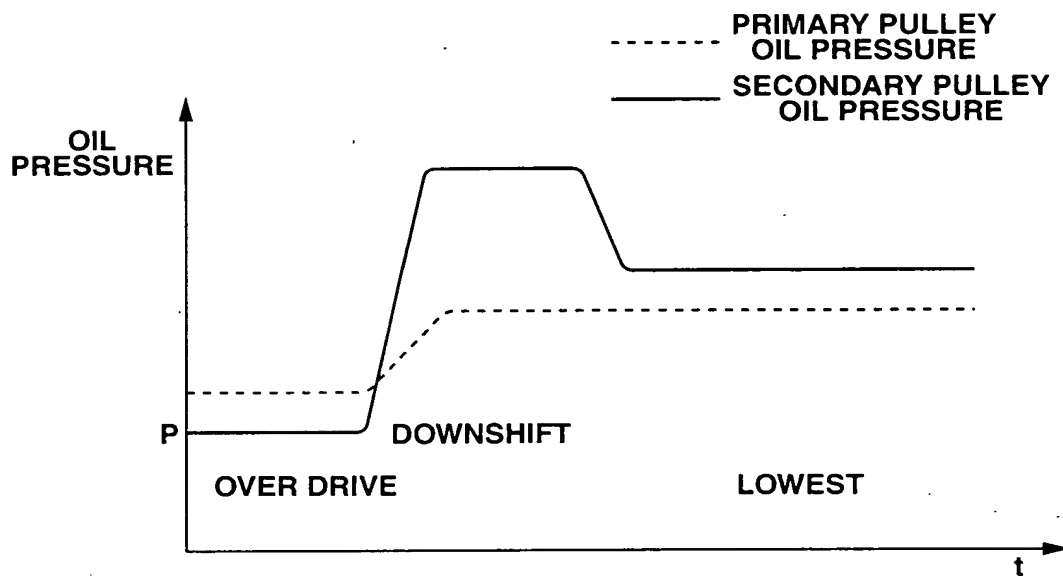 PRIMARY PULLEY
OIL PRESSURE
SECONDARY PULLEY
OIL PRESSURE
OIL
PRESSURE
P
DOWNSHIFT
OVER DRIVE
LOWEST
t